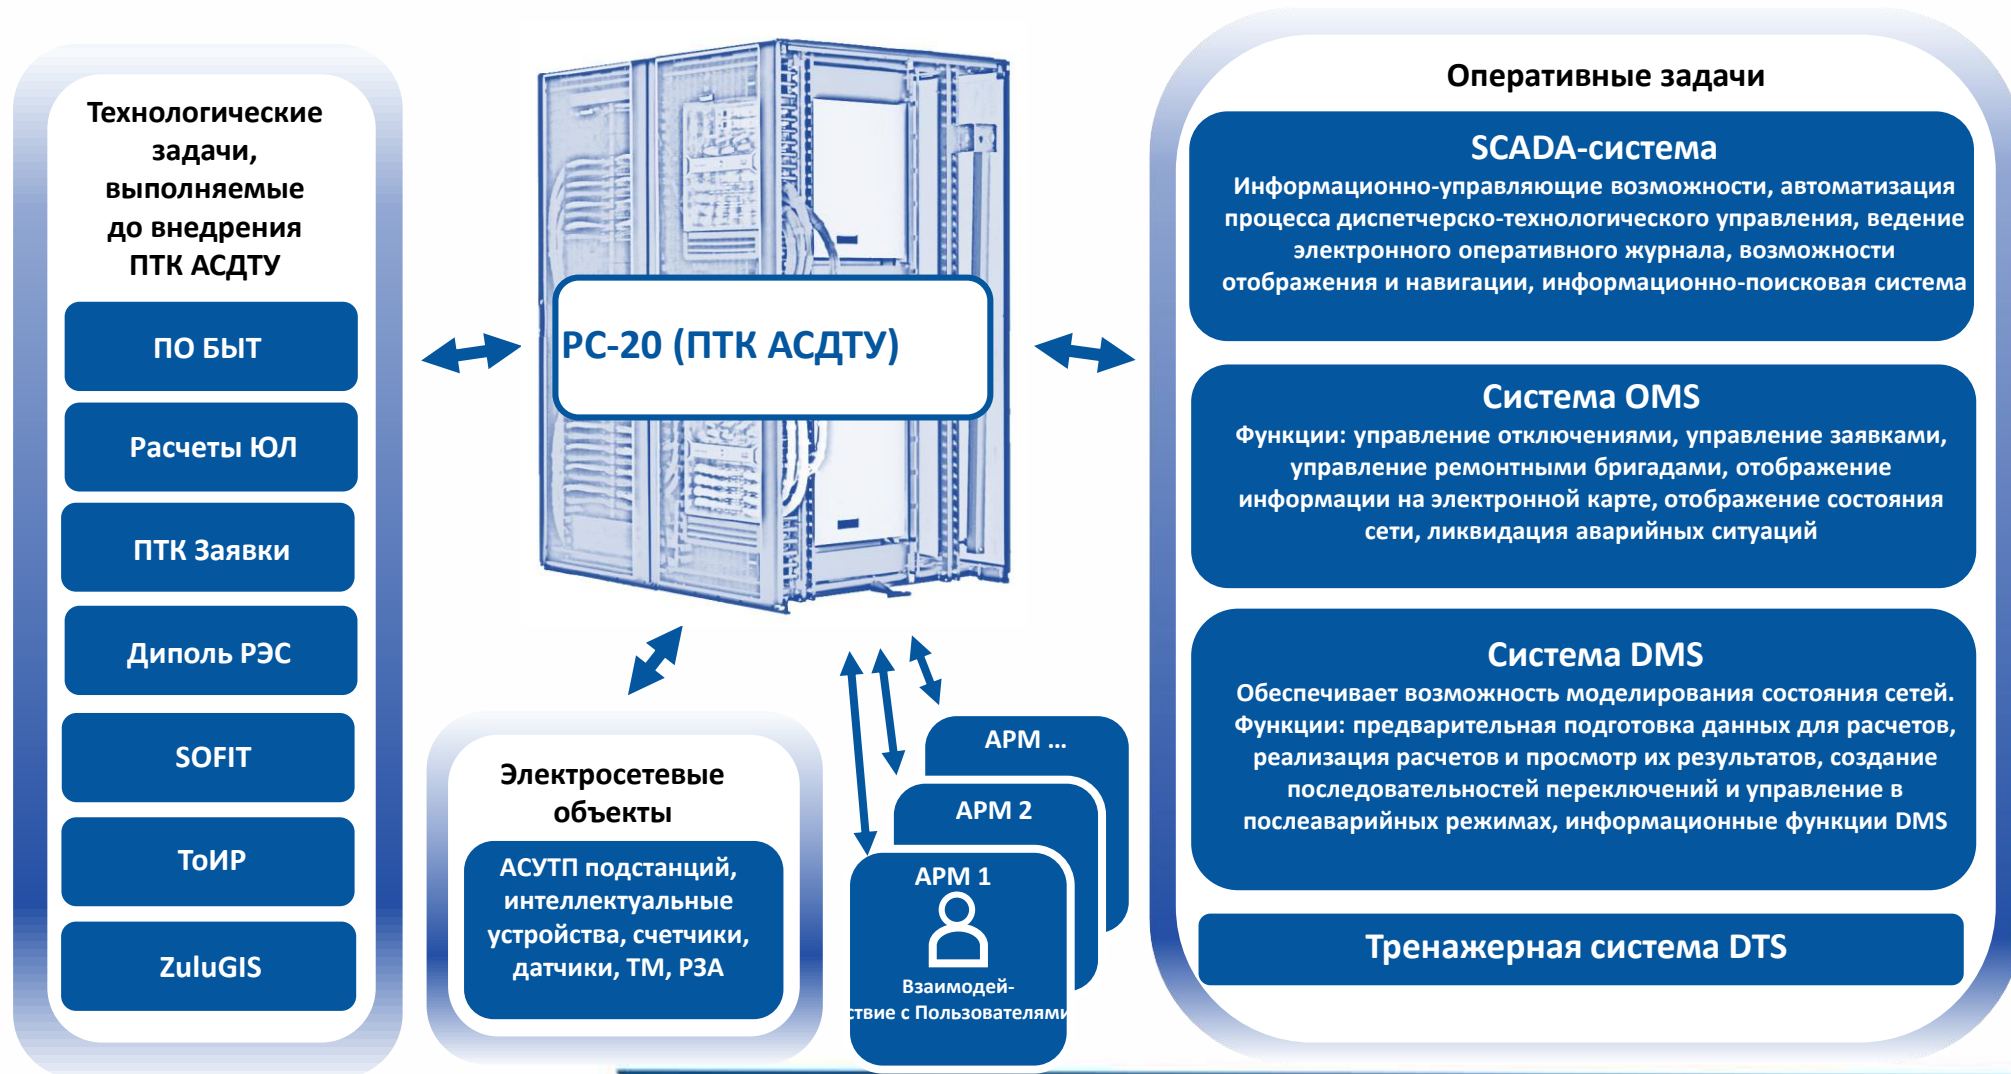 Технологические
задачи,
выполняемые
до внедрения
ПТК АСДТУ
ПО БЫТ
Расчеты ЮЛ
ПТК Заявки
Диполь РЭС
SOFIT
ТоИР
ZuluGIS
РС-20 (ПТК АСДТУ)
Электросетевые
объекты
АСУТП подстанций,
интеллектуальные
устройства, счетчики,
датчики, ТМ, РЗА
АРМ ...
АРМ 2
АРМ 1
Взаимодей-
ствие с Пользователями
Оперативные задачи
SCADA-система
Информационно-управляющие возможности, автоматизация
процесса диспетчерско-технологического управления, ведение
электронного оперативного журнала, возможности
отображения и навигации, информационно-поисковая система
Система OMS
Функции: управление отключениями, управление заявками,
управление ремонтными бригадами, отображение
информации на электронной карте, отображение состояния
сети, ликвидация аварийных ситуаций
Система DMS
Обеспечивает возможность моделирования состояния сетей.
Функции: предварительная подготовка данных для расчетов,
реализация расчетов и просмотр их результатов, создание
последовательностей переключений и управление в
послеаварийных режимах, информационные функции DMS
Тренажерная система DTS